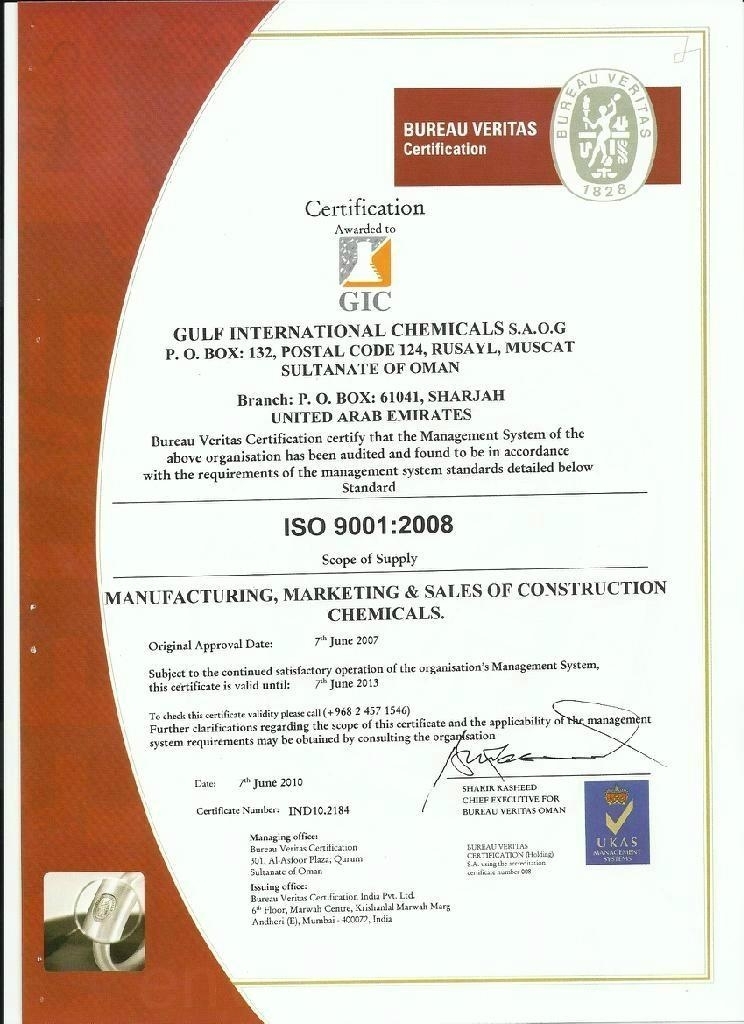 BUREAU VERITAS
Certification
BUREAU VERITAS
1828
Certification
Awarded to
GIC
GULF INTERNATIONAL CHEMICALS S.A.O.G
P. O. BOX: 132, POSTAL CODE 124, RUSAYL, MUSCAT
SULTANATE OF OMAN
Branch: P. O. BOX: 61041, SHARJAH
UNITED ARAB EMIRATES
Bureau Veritas Certification certify that the Management System of the
above organisation has been audited and found to be in accordance
with the requirements of the management system standards detailed below
Standard
ISO 9001:2008
Scope of Supply
MANUFACTURING, MARKETING & SALES OF CONSTRUCTION
CHEMICALS.
Original Approval Date: 7th June 2007
Subject to the continued satisfactory operation of the organisation's Management System,
this certificate is valid until: 7th June 2013
To check this certificate validity please call (+968 2 457 1546)
Further clarifications regarding the scope of this certificate and the applicability of the management
system requirements may be obtained by consulting the organisation
Date: 7th June 2010
Certificate Number: IND10.2184
SHAKIR RASHEED
CHIEF EXECUTIVE FOR
BUREAU VERITAS OMAN
UKAS
MANAGEMENT
SYSTEMS
Managing office:
Bureau Veritas Certification
501, Al-Asfoor Plaza, Qurum
Sultanate of Oman
BUREAU VERITAS
CERTIFICATION (Holding)
S.A. using the accreditation
certificate number 008
Issuing office:
Bureau Veritas Certification India Pvt. Ltd.
6th Floor, Marwah Centre, Krishanlal Marwah Marg
Andheri (E), Mumbai - 400072, India